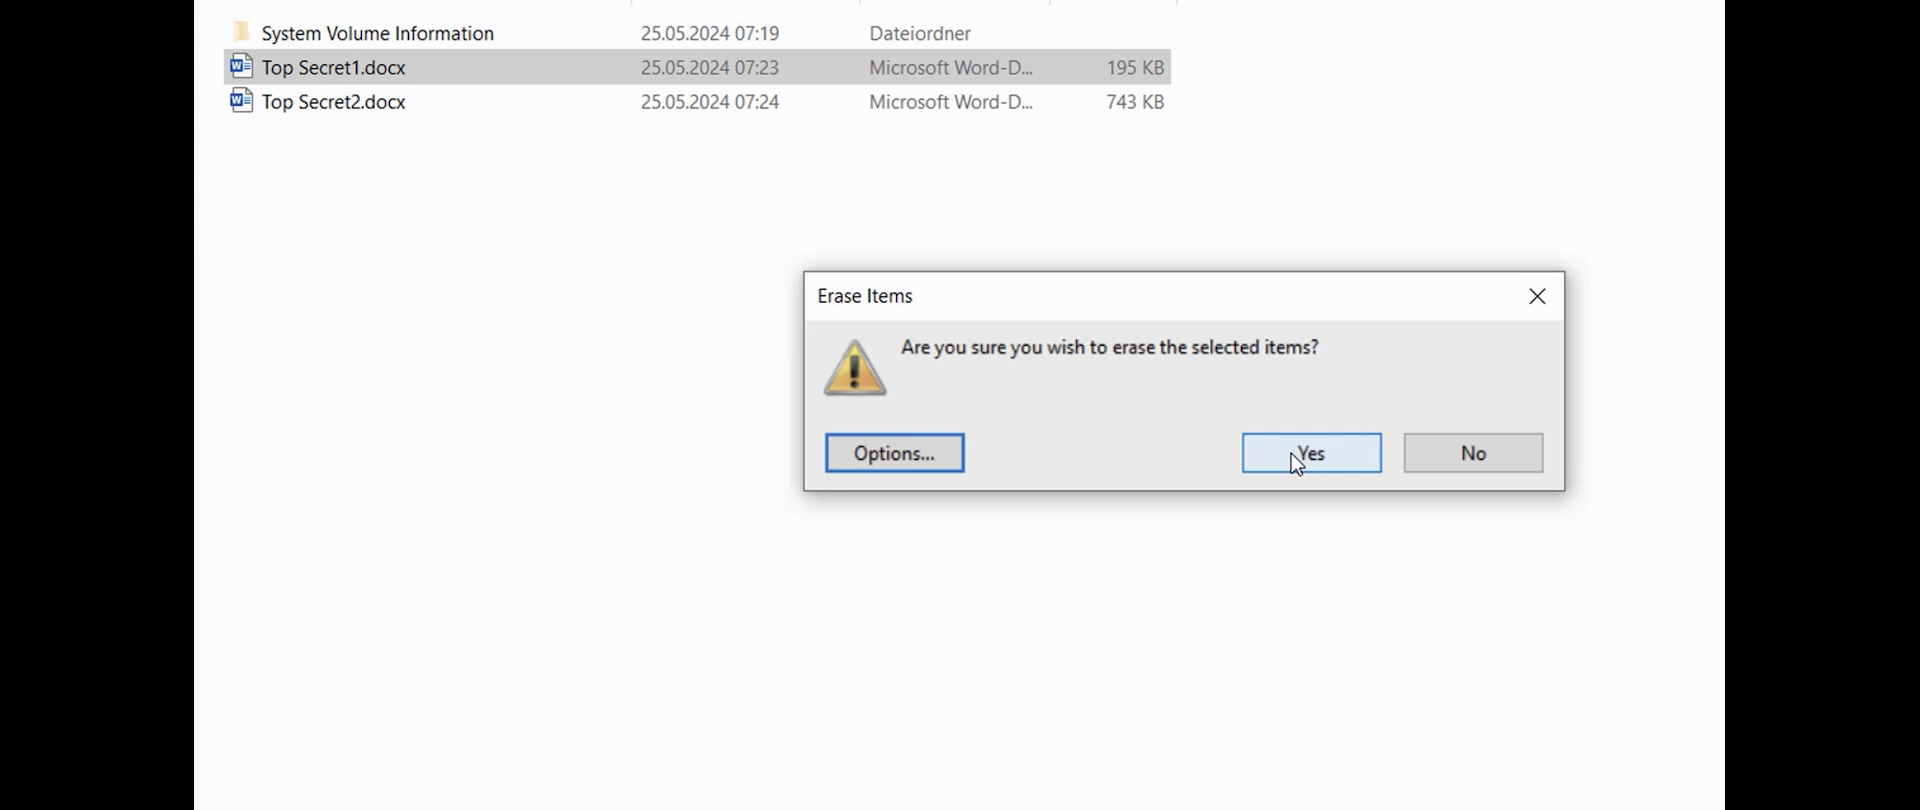 System Volume Information 25.05.2024 07:19 Dateiordner
Top Secret1.docx 25.05.2024 07:23 Microsoft Word-D... 195 KB
Top Secret2.docx 25.05.2024 07:24 Microsoft Word-D... 743 KB
Erase Items
Are you sure you wish to erase the selected items?
Options... Yes No